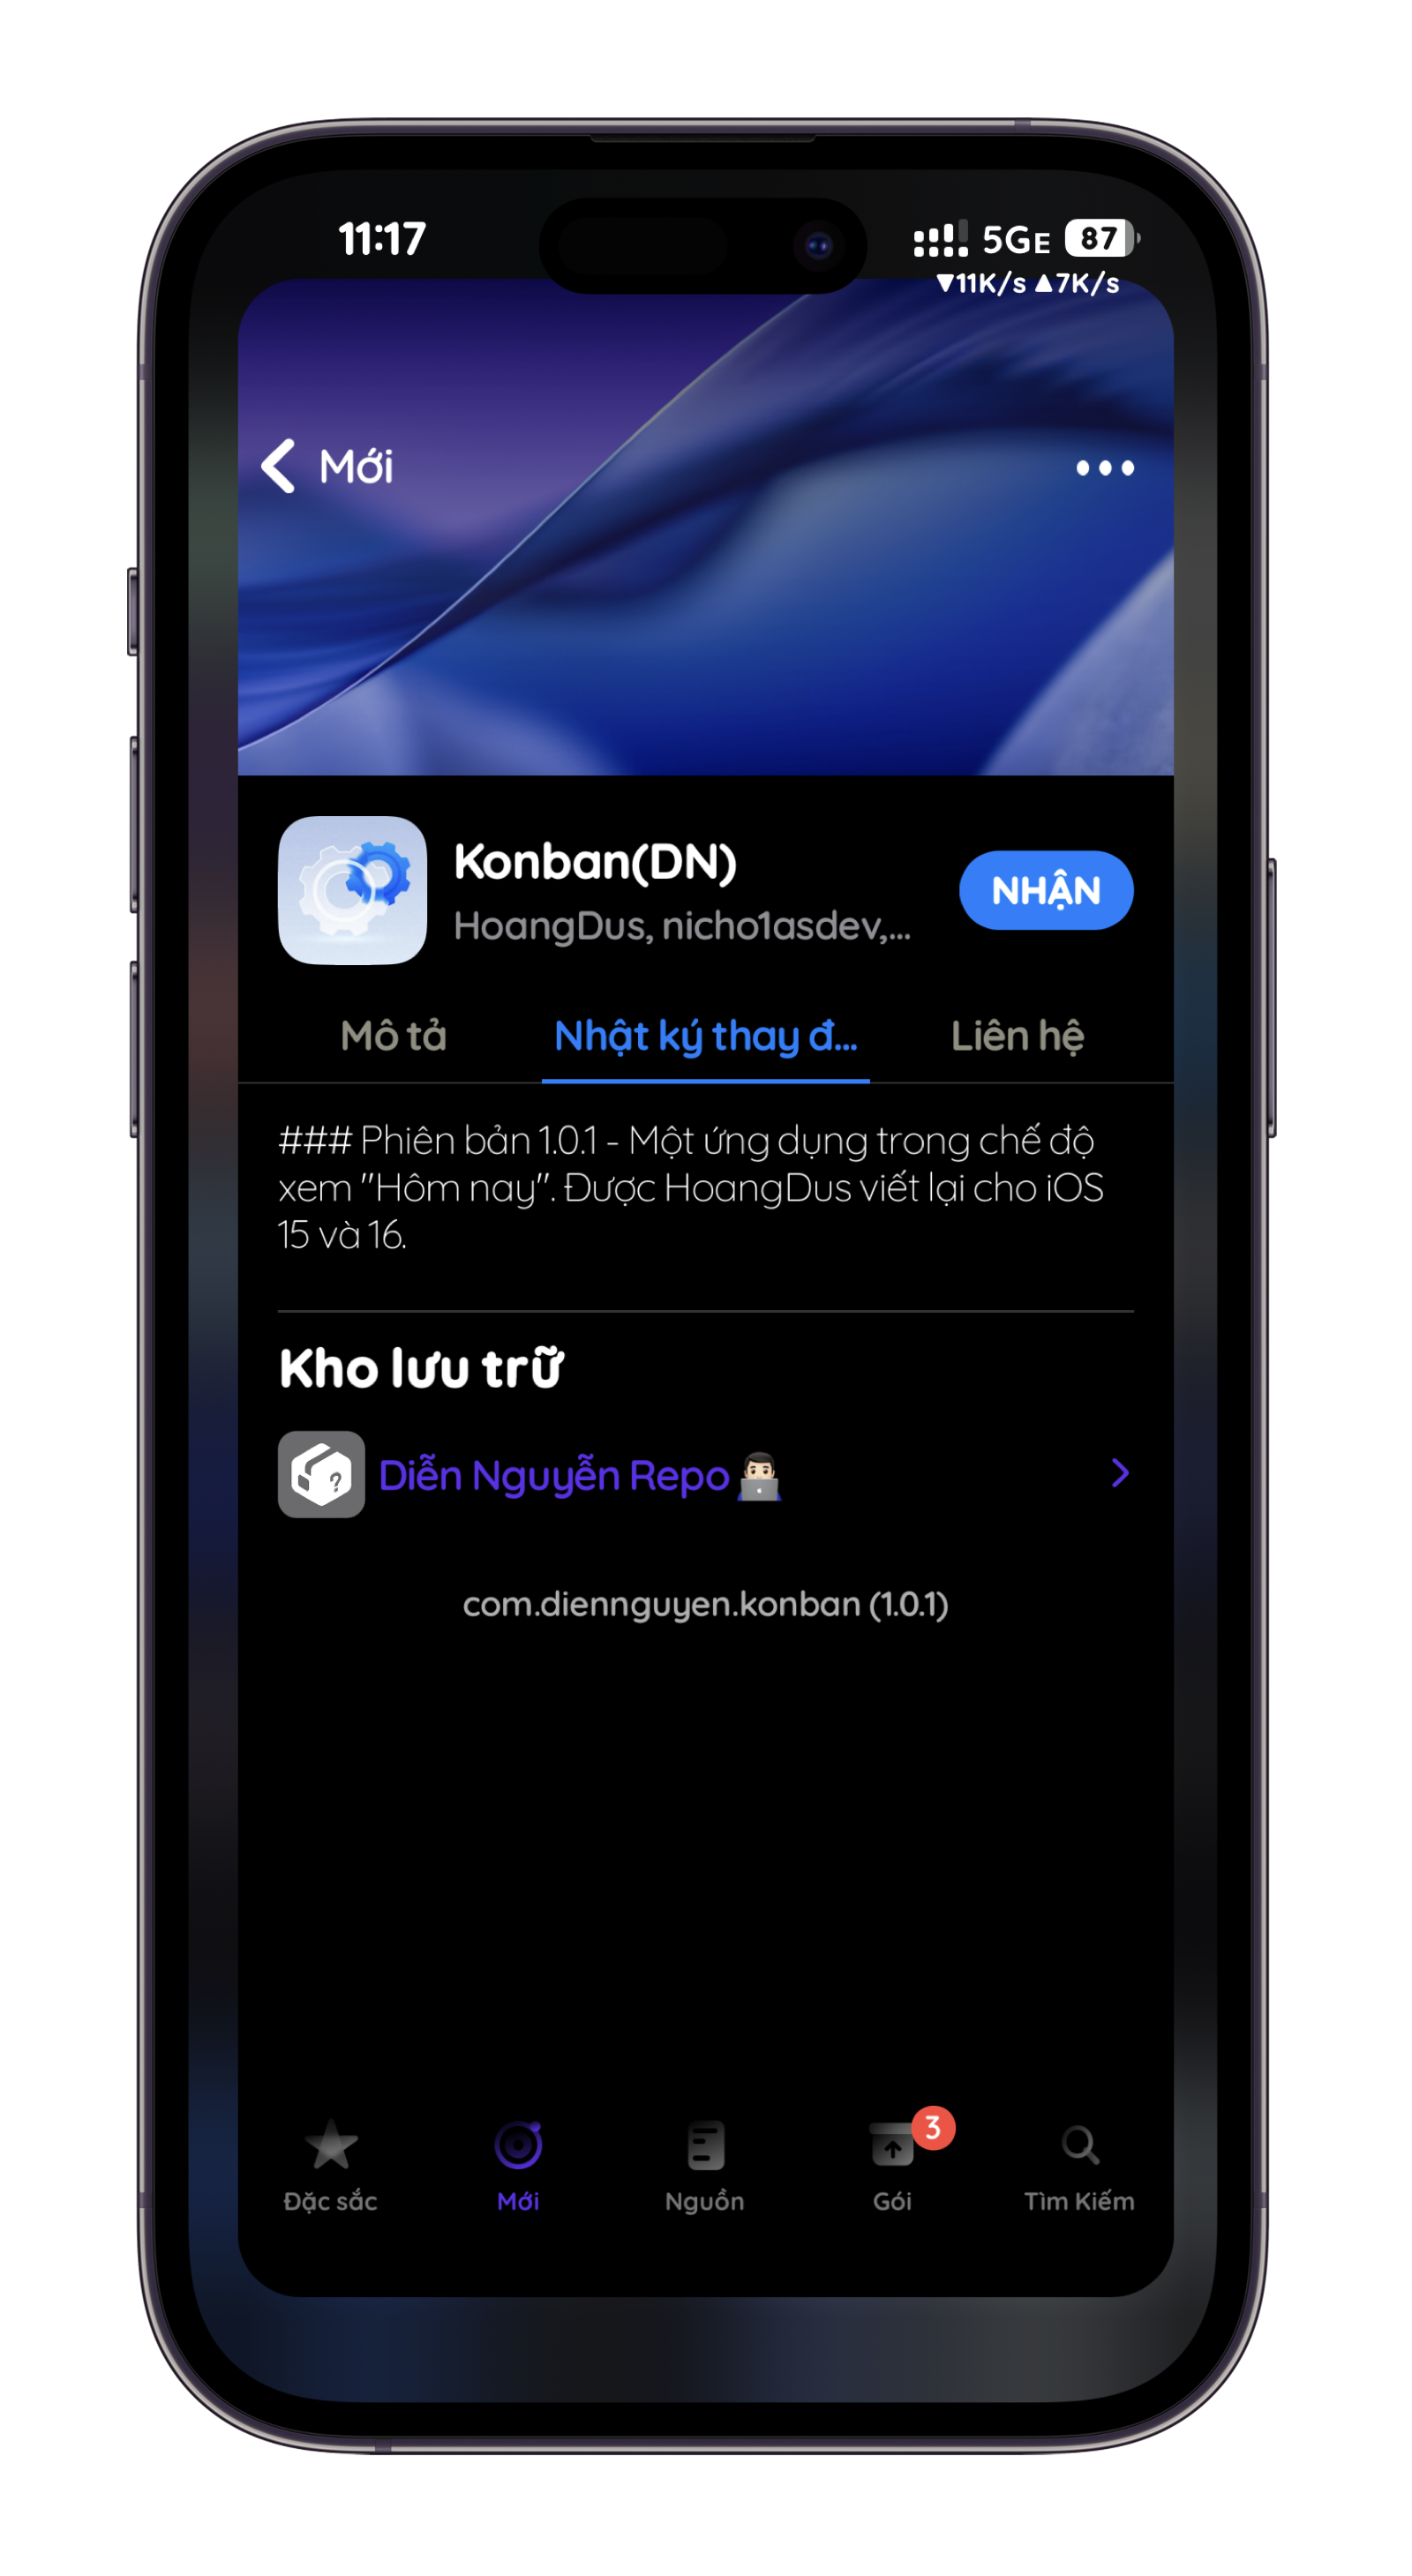 11:17
5GE 87
▼11K/s ▲7K/s
Mới
Konban(DN)
NHẬN
HoangDus, nicho1asdev,...
Mô tả
Nhật ký thay đ...
Liên hệ
### Phiên bản 1.0.1 - Một ứng dụng trong chế độ
xem "Hôm nay". Được HoangDus viết lại cho iOS
15 và 16.
Kho lưu trữ
Diễn Nguyễn Repo👨🏻‍💻
com.diennguyen.konban (1.0.1)
3
Đặc sắc
Mới
Nguồn
Gói
Tìm Kiếm